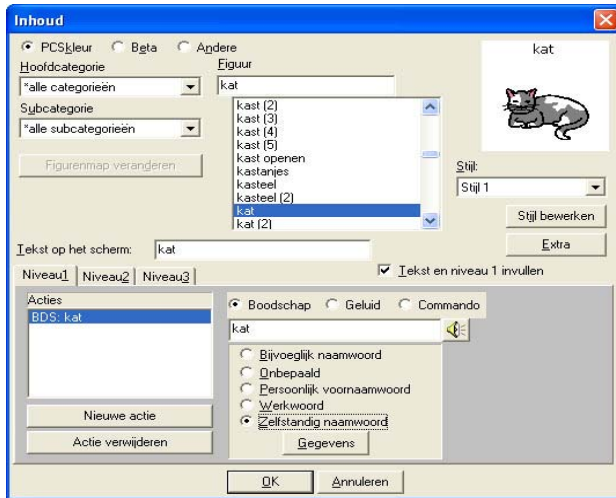 Inhoud
PCSkleur Beta Andere
kat
Hoofdcategorie
*alle categorieën
Subcategorie
*alle subcategorieën
Figurenmap veranderen
Figuur
kat
kast (2)
kast (3)
kast (4)
kast (5)
kast openen
kastanjes
kasteel
kasteel (2)
kat
kat (2)
Stijl:
Stijl 1
Stijl bewerken
Extra
Tekst op het scherm: kat
Tekst en niveau 1 invullen
Niveau1 Niveau2 Niveau3
Acties
BDS: kat
Nieuwe actie
Actie verwijderen
Boodschap Geluid Commando
kat
Bijvoeglijk naamwoord
Onbepaald
Persoonlijk voornaamwoord
Werkwoord
Zelfstandig naamwoord
Gegevens
OK Annuleren